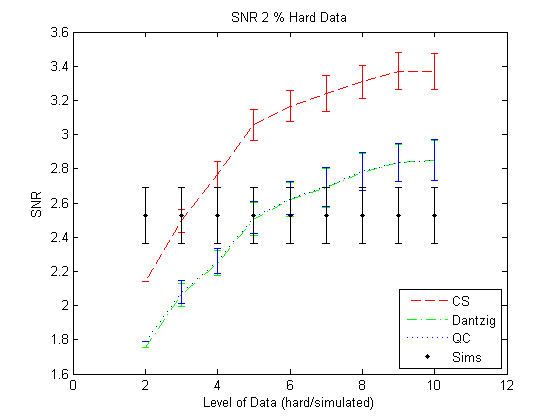 SNR 2 % Hard Data
3.6
3.4
3.2
3
2.8
2.6
2.4
2.2
2
1.8
1.6
SNR
0
2
4
6
8
10
12
Level of Data (hard/simulated)
CS
Dantzig
QC
Sims